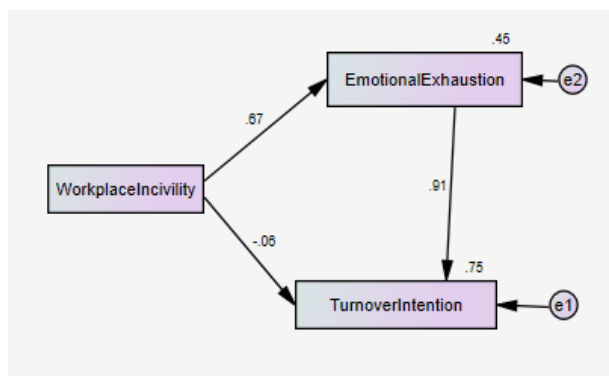 .45
EmotionalExhaustion
e2
.67
WorkplaceIncivility
.91
-.06
.75
TurnoverIntention
e1